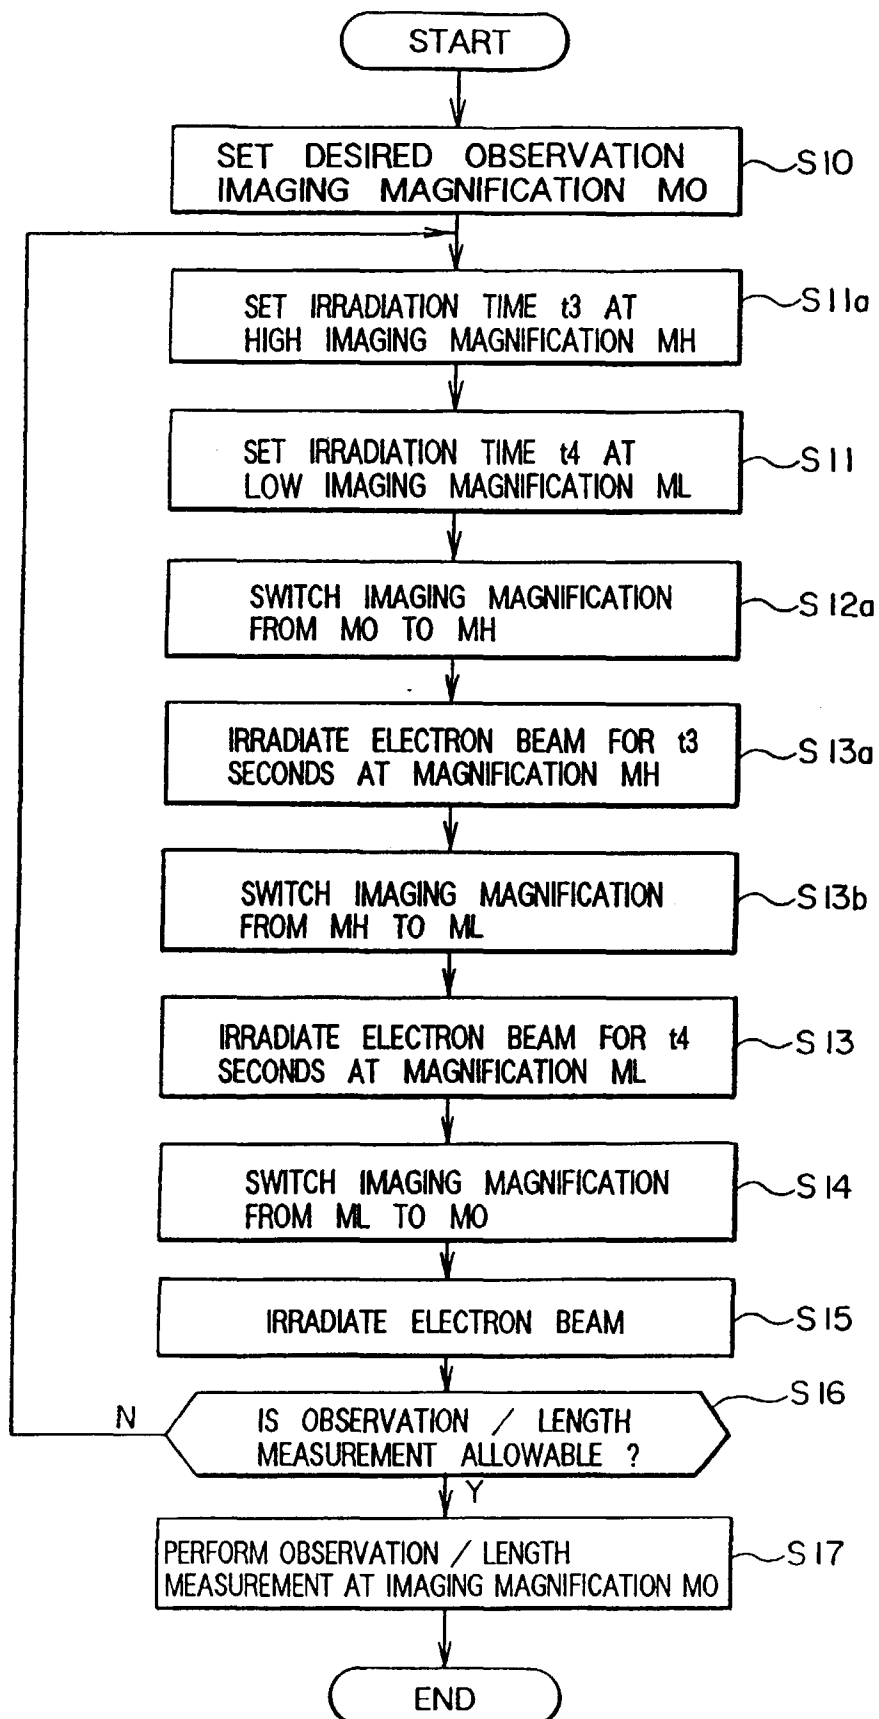 START
SET DESIRED OBSERVATION
IMAGING MAGNIFICATION MO
S10
SET IRRADIATION TIME t3 AT
HIGH IMAGING MAGNIFICATION MH
S11a
SET IRRADIATION TIME t4 AT
LOW IMAGING MAGNIFICATION ML
S11
SWITCH IMAGING MAGNIFICATION
FROM MO TO MH
S12a
IRRADIATE ELECTRON BEAM FOR t3
SECONDS AT MAGNIFICATION MH
S13a
SWITCH IMAGING MAGNIFICATION
FROM MH TO ML
S13b
IRRADIATE ELECTRON BEAM FOR t4
SECONDS AT MAGNIFICATION ML
S13
SWITCH IMAGING MAGNIFICATION
FROM ML TO MO
S14
IRRADIATE ELECTRON BEAM
S15
N
IS OBSERVATION / LENGTH
MEASUREMENT ALLOWABLE ?
S16
Y
PERFORM OBSERVATION / LENGTH
MEASUREMENT AT IMAGING MAGNIFICATION MO
S17
END